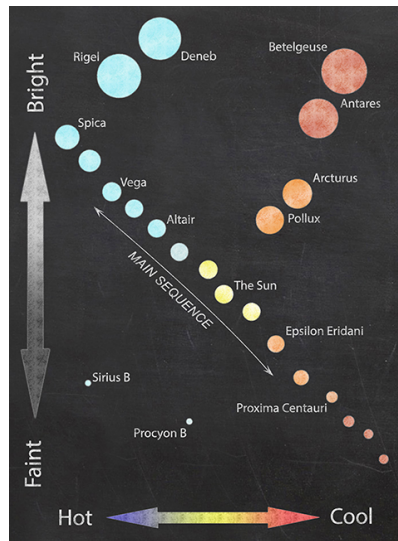 Deneb
Rigel
Betelgeuse
Bright
Antares
Spica
Vega
Arcturus
Altair
Pollux
MAIN SEQUENCE
The Sun
Epsilon Eridani
Sirius B
Proxima Centauri
Procyon B
Faint
Hot
Cool